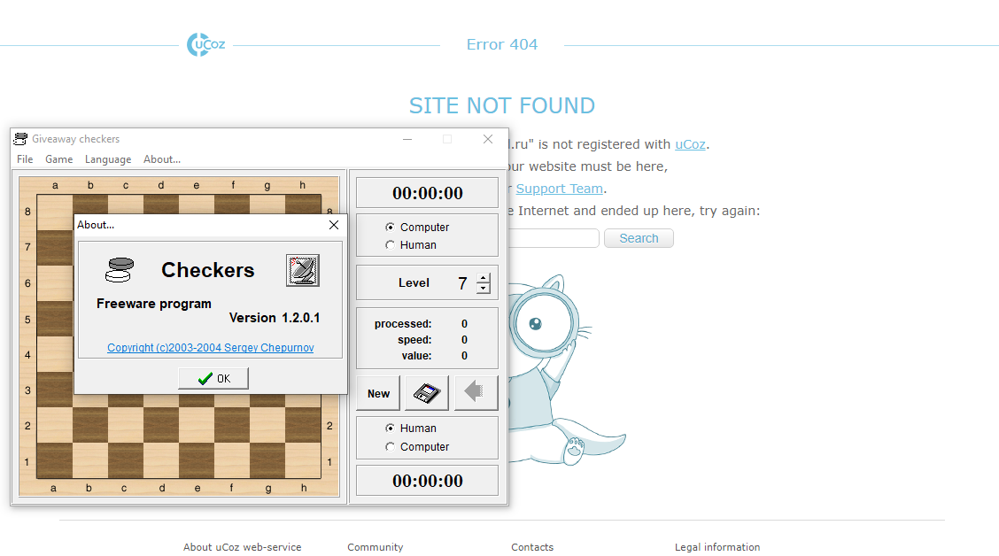 uCoz
Error 404
SITE NOT FOUND
.ru" is not registered with uCoz.
our website must be here,
Support Team.
e Internet and ended up here, try again:
Search
Giveaway checkers
File Game Language About...
a b c d e f g h
8 8
7
6
5
4
3
2 2
1 1
a b c d e f g h
About...
Checkers
Freeware program
Version 1.2.0.1
Copyright (c)2003-2004 Sergey Chepurnov
OK
00:00:00
Computer
Human
Level 7
processed: 0
speed: 0
value: 0
New
Human
Computer
00:00:00
About uCoz web-service Community Contacts Legal information